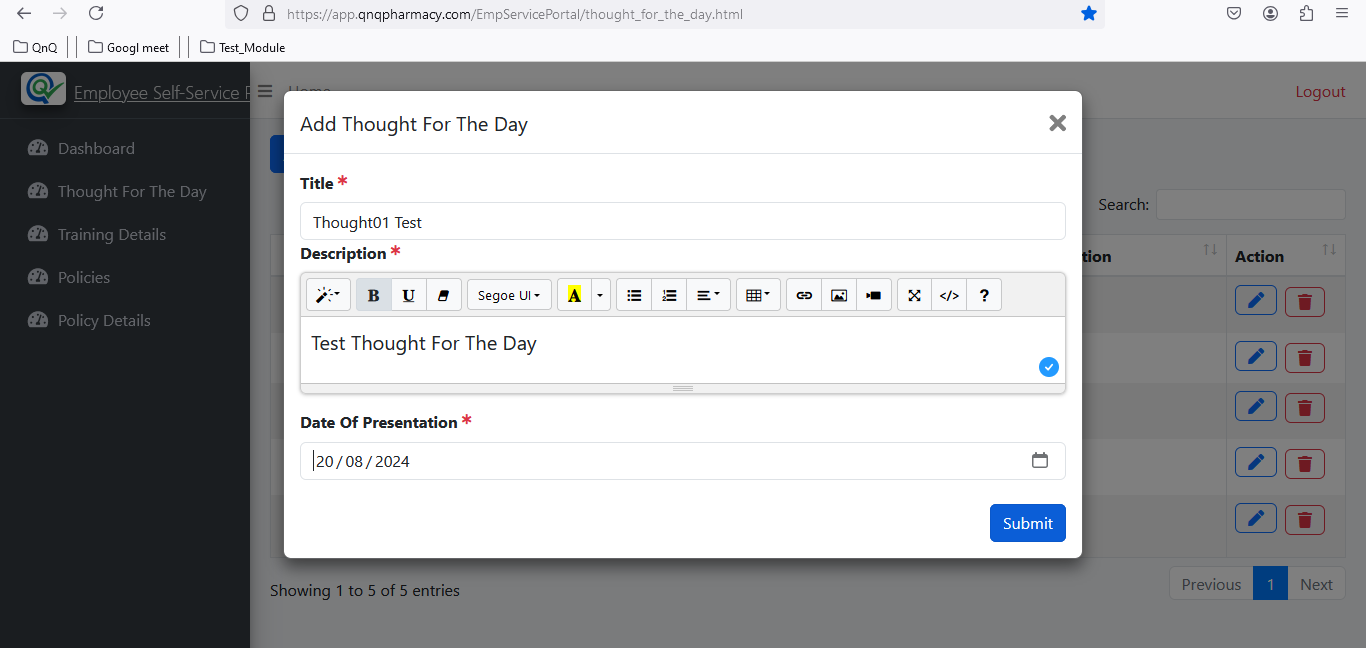 https://app.qnqpharmacy.com/EmpServicePortal/thought_for_the_day.html
QnQ
Googl meet
Test_Module
Employee Self-Service
Home
Logout
Dashboard
Thought For The Day
Training Details
Policies
Policy Details
Add Thought For The Day
Title *
Thought01 Test
Description *
B U Segoe UI A </> ?
Test Thought For The Day
Date Of Presentation *
20/08/2024
Submit
Search:
tion
Action
Showing 1 to 5 of 5 entries
Previous 1 Next